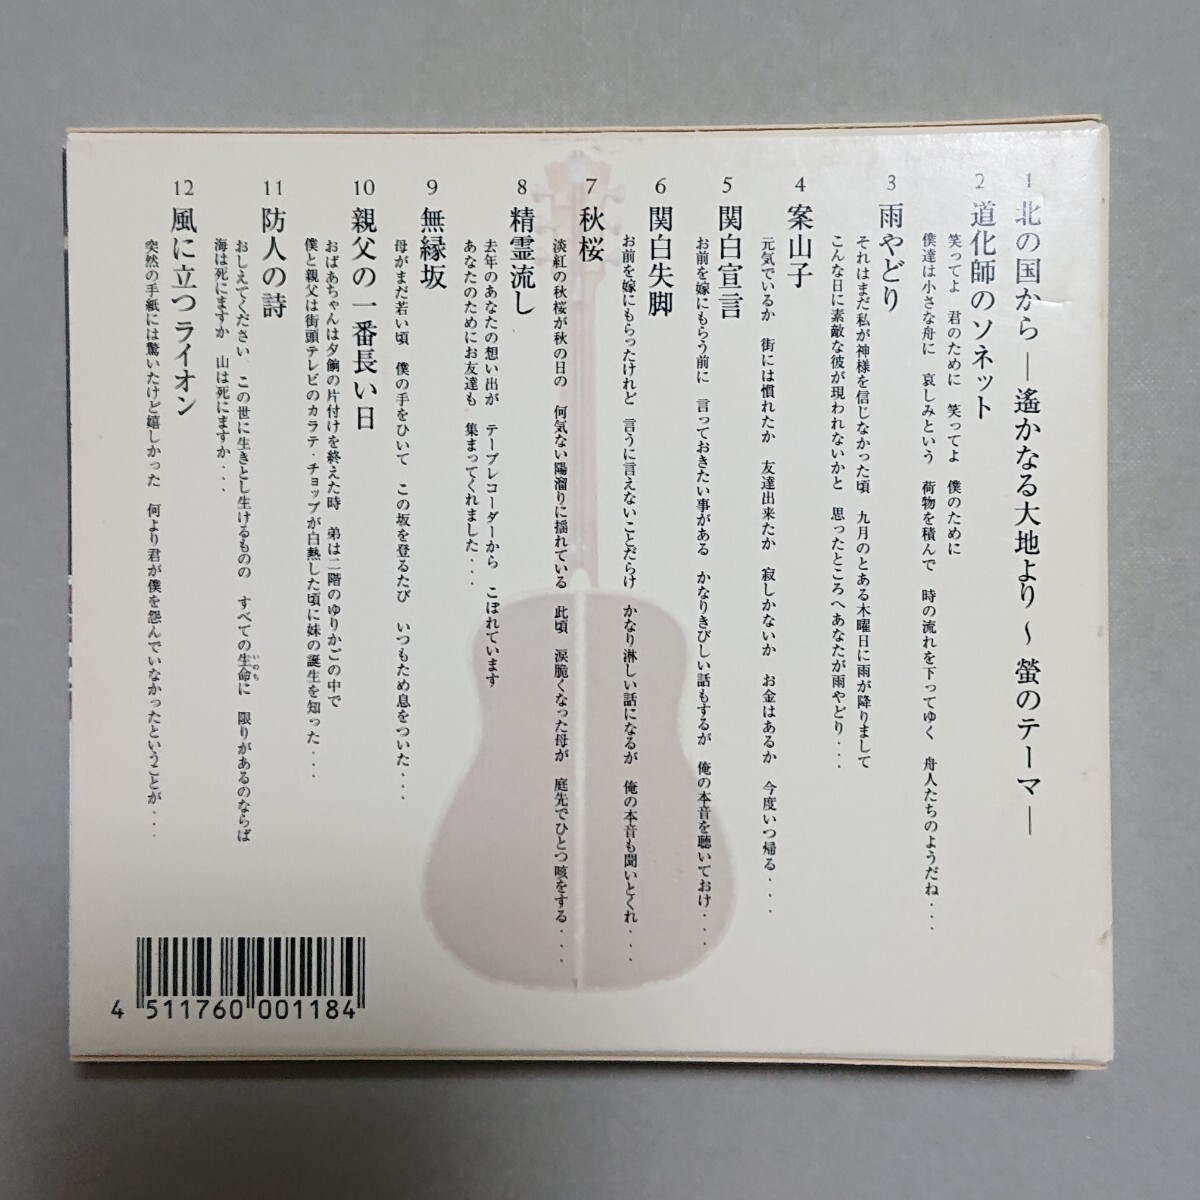 1 北の国から ― 遙かなる大地より ～ 螢のテーマ ―
2 道化師のソネット
笑ってよ 君のために 笑ってよ 僕のために
僕達は小さな舟に 哀しみという 荷物を積んで 時の流れを下ってゆく 舟人たちのようだね・・・
3 雨やどり
それはまだ私が神様を信じなかった頃 九月のとある木曜日に雨が降りまして
こんな日に素敵な彼が現われないかと 思ったところへあなたが雨やどり・・・
4 案山子
元気でいるか 街には慣れたか 友達出来たか 寂しかないか お金はあるか 今度いつ帰る・・・
5 関白宣言
お前を嫁にもらう前に 言っておきたい事がある かなりきびしい話もするが 俺の本音を聴いておけ・・・
6 関白失脚
お前を嫁にもらったけれど 言うに言えないことだらけ かなり淋しい話になるが 俺の本音も聞いとくれ・・・
7 秋桜
淡紅の秋桜が秋の日の 何気ない陽溜りに揺れている 此頃 涙脆くなった母が 庭先でひとつ咳をする・・・
8 精霊流し
去年のあなたの想い出が テープレコーダーから こぼれています
あなたのためにお友達も 集まってくれました・・・
9 無縁坂
母がまだ若い頃 僕の手をひいて この坂を登るたび いつもため息をついた・・・
10 親父の一番長い日
おばあちゃんは夕餉の片付けを終えた時 弟は二階のゆりかごの中で
僕と親父は街頭テレビのカラテ・チョップが白熱した頃に妹の誕生を知った・・・
11 防人の詩
おしえてください この世に生きとし生けるものの すべての生命に 限りがあるのならば
いのち
海は死にますか 山は死にますか・・・
12 風に立つライオン
突然の手紙には驚いたけど嬉しかった 何より君が僕を怨んでいなかったということが・・・
4 511760 001184